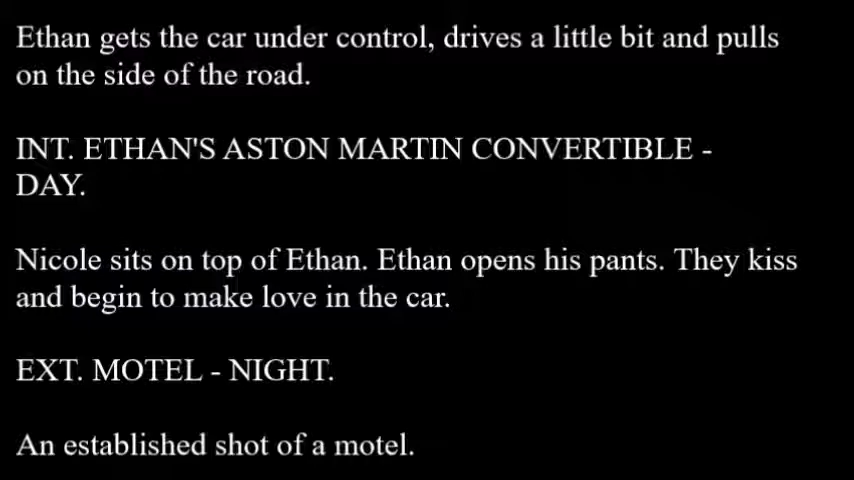 Ethan gets the car under control, drives a little bit and pulls
on the side of the road.
INT. ETHAN'S ASTON MARTIN CONVERTIBLE -
DAY.
Nicole sits on top of Ethan. Ethan opens his pants. They kiss
and begin to make love in the car.
EXT. MOTEL - NIGHT.
An established shot of a motel.